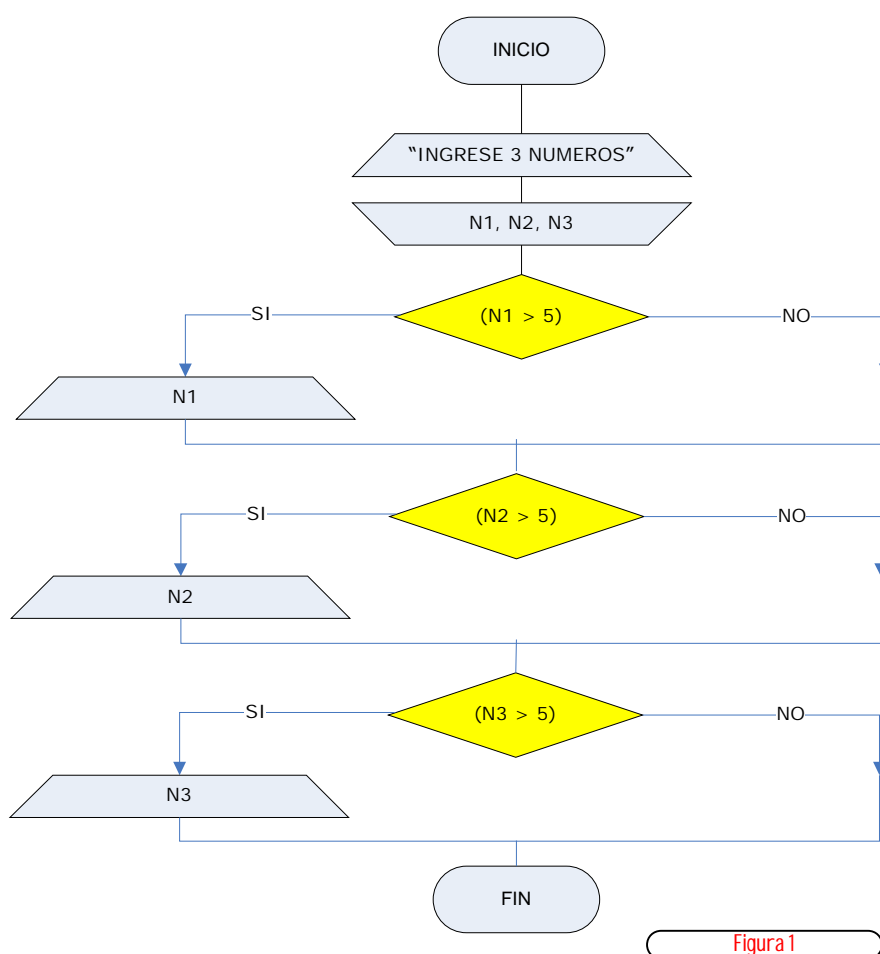 INICIO
“INGRESE 3 NUMEROS”
N1, N2, N3
SI
(N1 > 5)
NO
N1
SI
(N2 > 5)
NO
N2
SI
(N3 > 5)
NO
N3
FIN
Figura 1